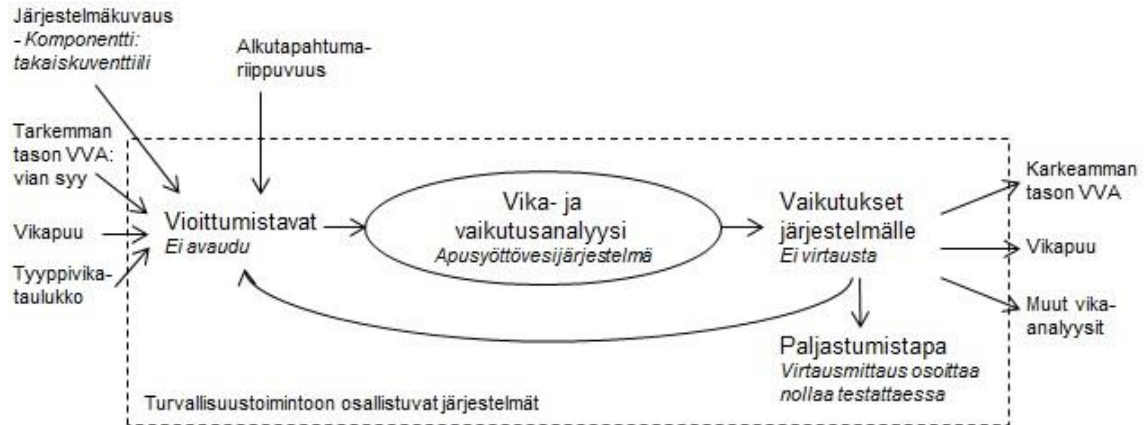 Järjestelmäkuvaus
- Komponentti:
takaiskuventtiili
Alkutapahtuma-
riippuvuus
Tarkemman
tason VVA:
vian syy
Vikapuu
Tyyppivika-
taulukko
Vioittumistavat
Ei avaudu
Vika- ja
vaikutusanalyysi
Apusyöttövesijärjestelmä
Vaikutukset
järjestelmälle
Ei virtausta
Karkeamman
tason VVA
Vikapuu
Muut vika-
analyysit
Paljastumistapa
Virtausmittaus osoittaa
nollaa testattaessa
Turvallisuustoimintoon osallistuvat järjestelmät